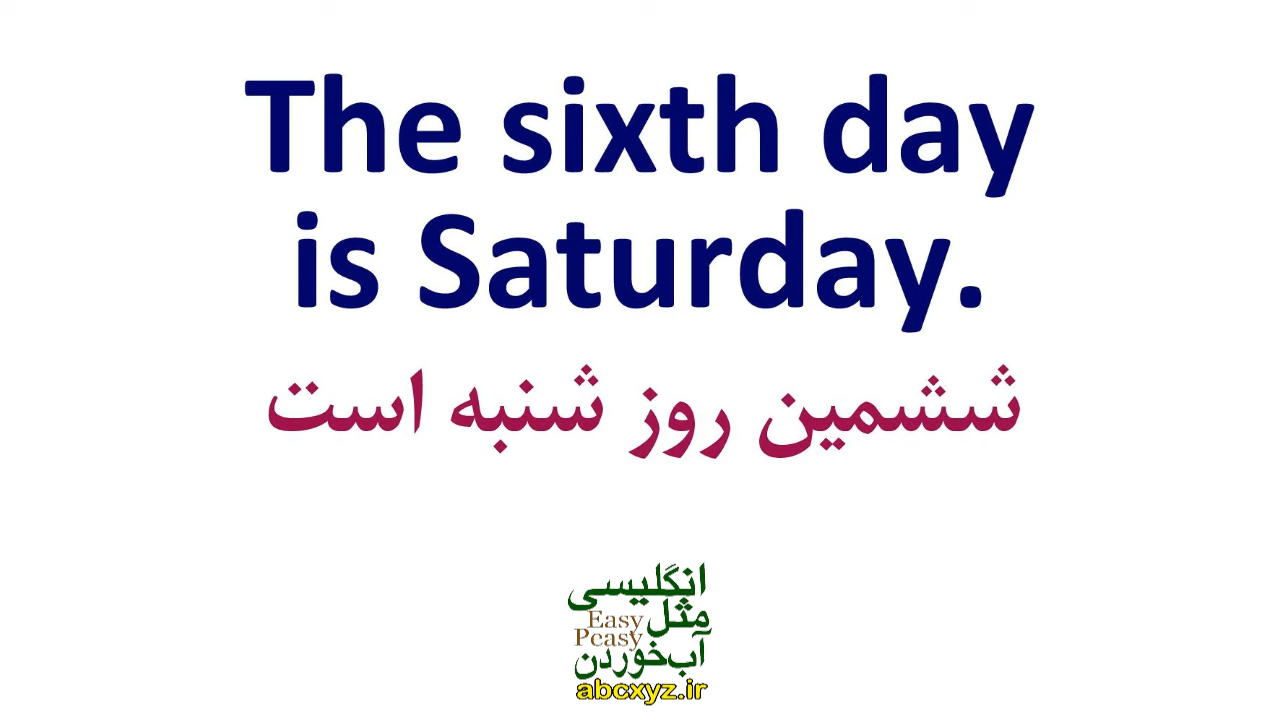 The sixth day
is Saturday.
ششمین روز شنبه است
انگلیسی
مثل
Easy
Peasy
آب‌خوردن
abcxyz.ir